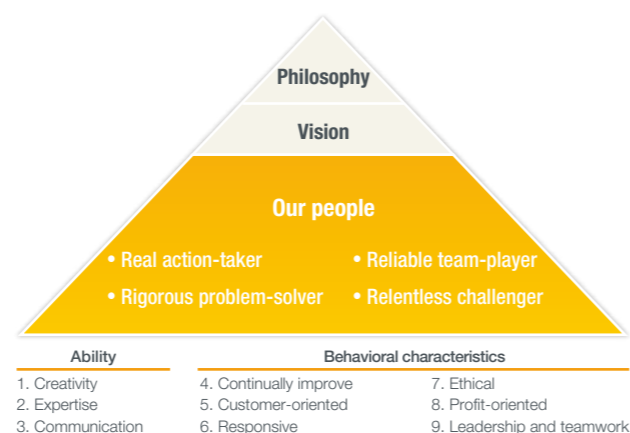 Philosophy
Vision
Our people
• Real action-taker
• Reliable team-player
• Rigorous problem-solver
• Relentless challenger
Ability
Behavioral characteristics
1. Creativity
4. Continually improve
7. Ethical
2. Expertise
5. Customer-oriented
8. Profit-oriented
3. Communication
6. Responsive
9. Leadership and teamwork